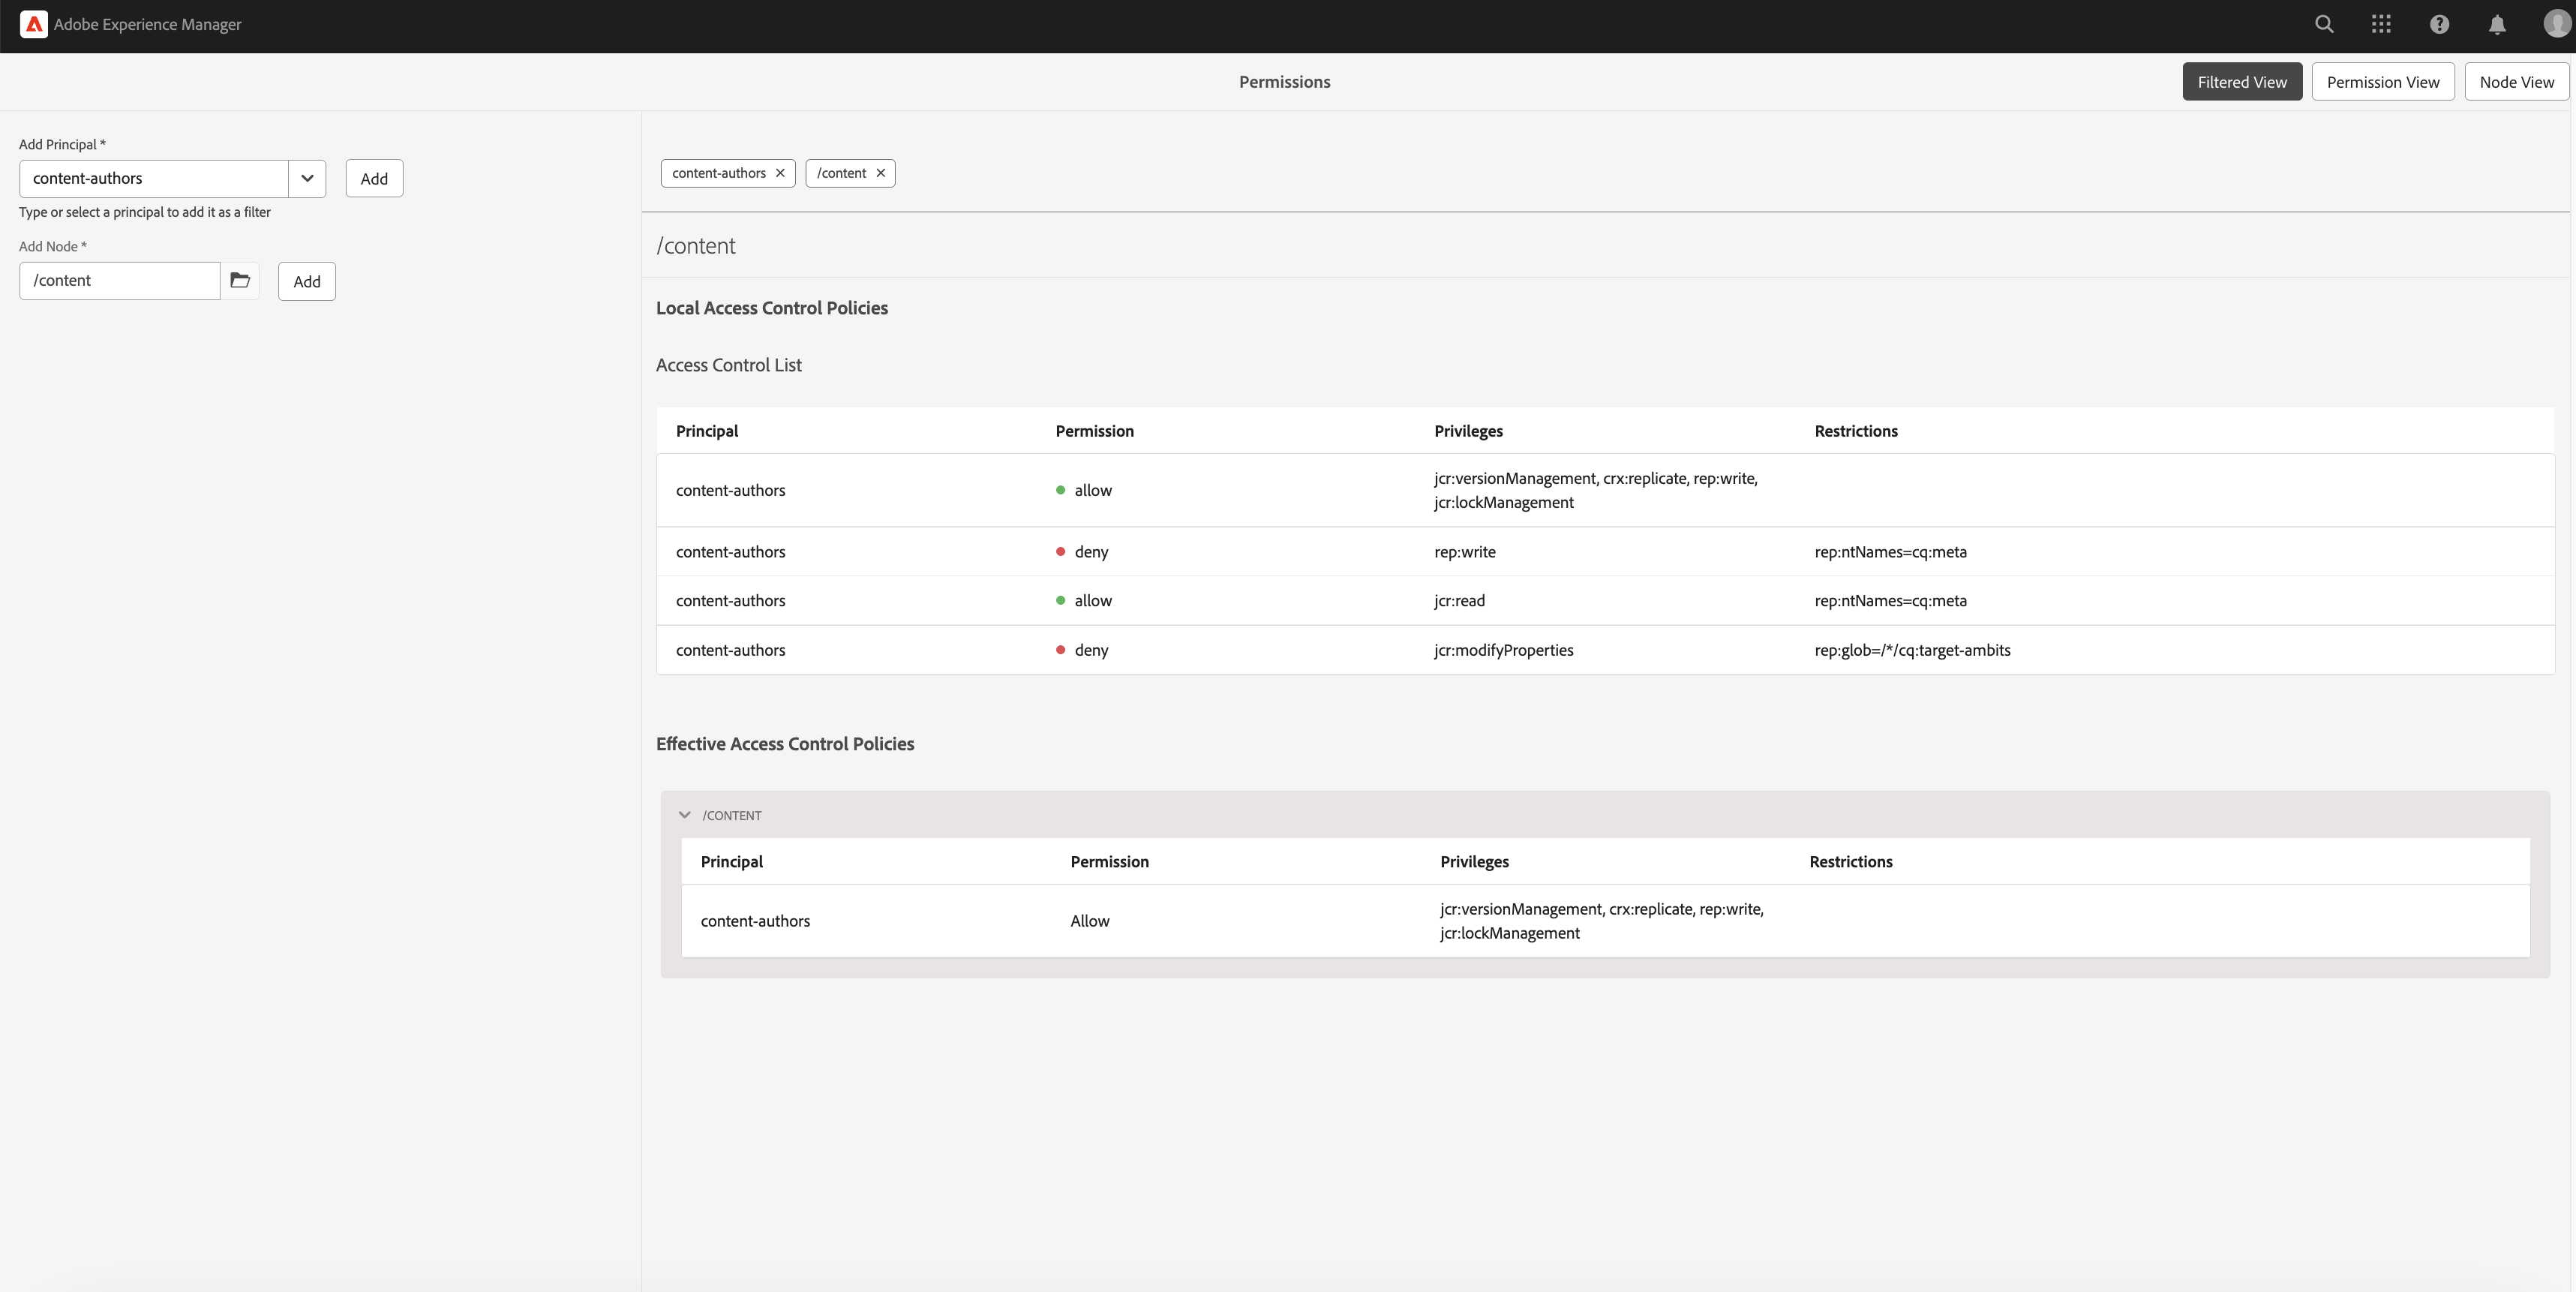 Adobe Experience Manager
Permissions
Filtered View
Permission View
Node View
Add Principal *
content-authors
Add
Type or select a principal to add it as a filter
Add Node *
/content
Add
content-authors
/content
/content
Local Access Control Policies
Access Control List
Principal Permission Privileges Restrictions
content-authors allow jcr:versionManagement, crx:replicate, rep:write,
jcr:lockManagement
content-authors deny rep:write rep:ntNames=cq:meta
content-authors allow jcr:read rep:ntNames=cq:meta
content-authors deny jcr:modifyProperties rep:glob=/*/cq:target-ambits
Effective Access Control Policies
/CONTENT
Principal Permission Privileges Restrictions
content-authors Allow jcr:versionManagement, crx:replicate, rep:write,
jcr:lockManagement